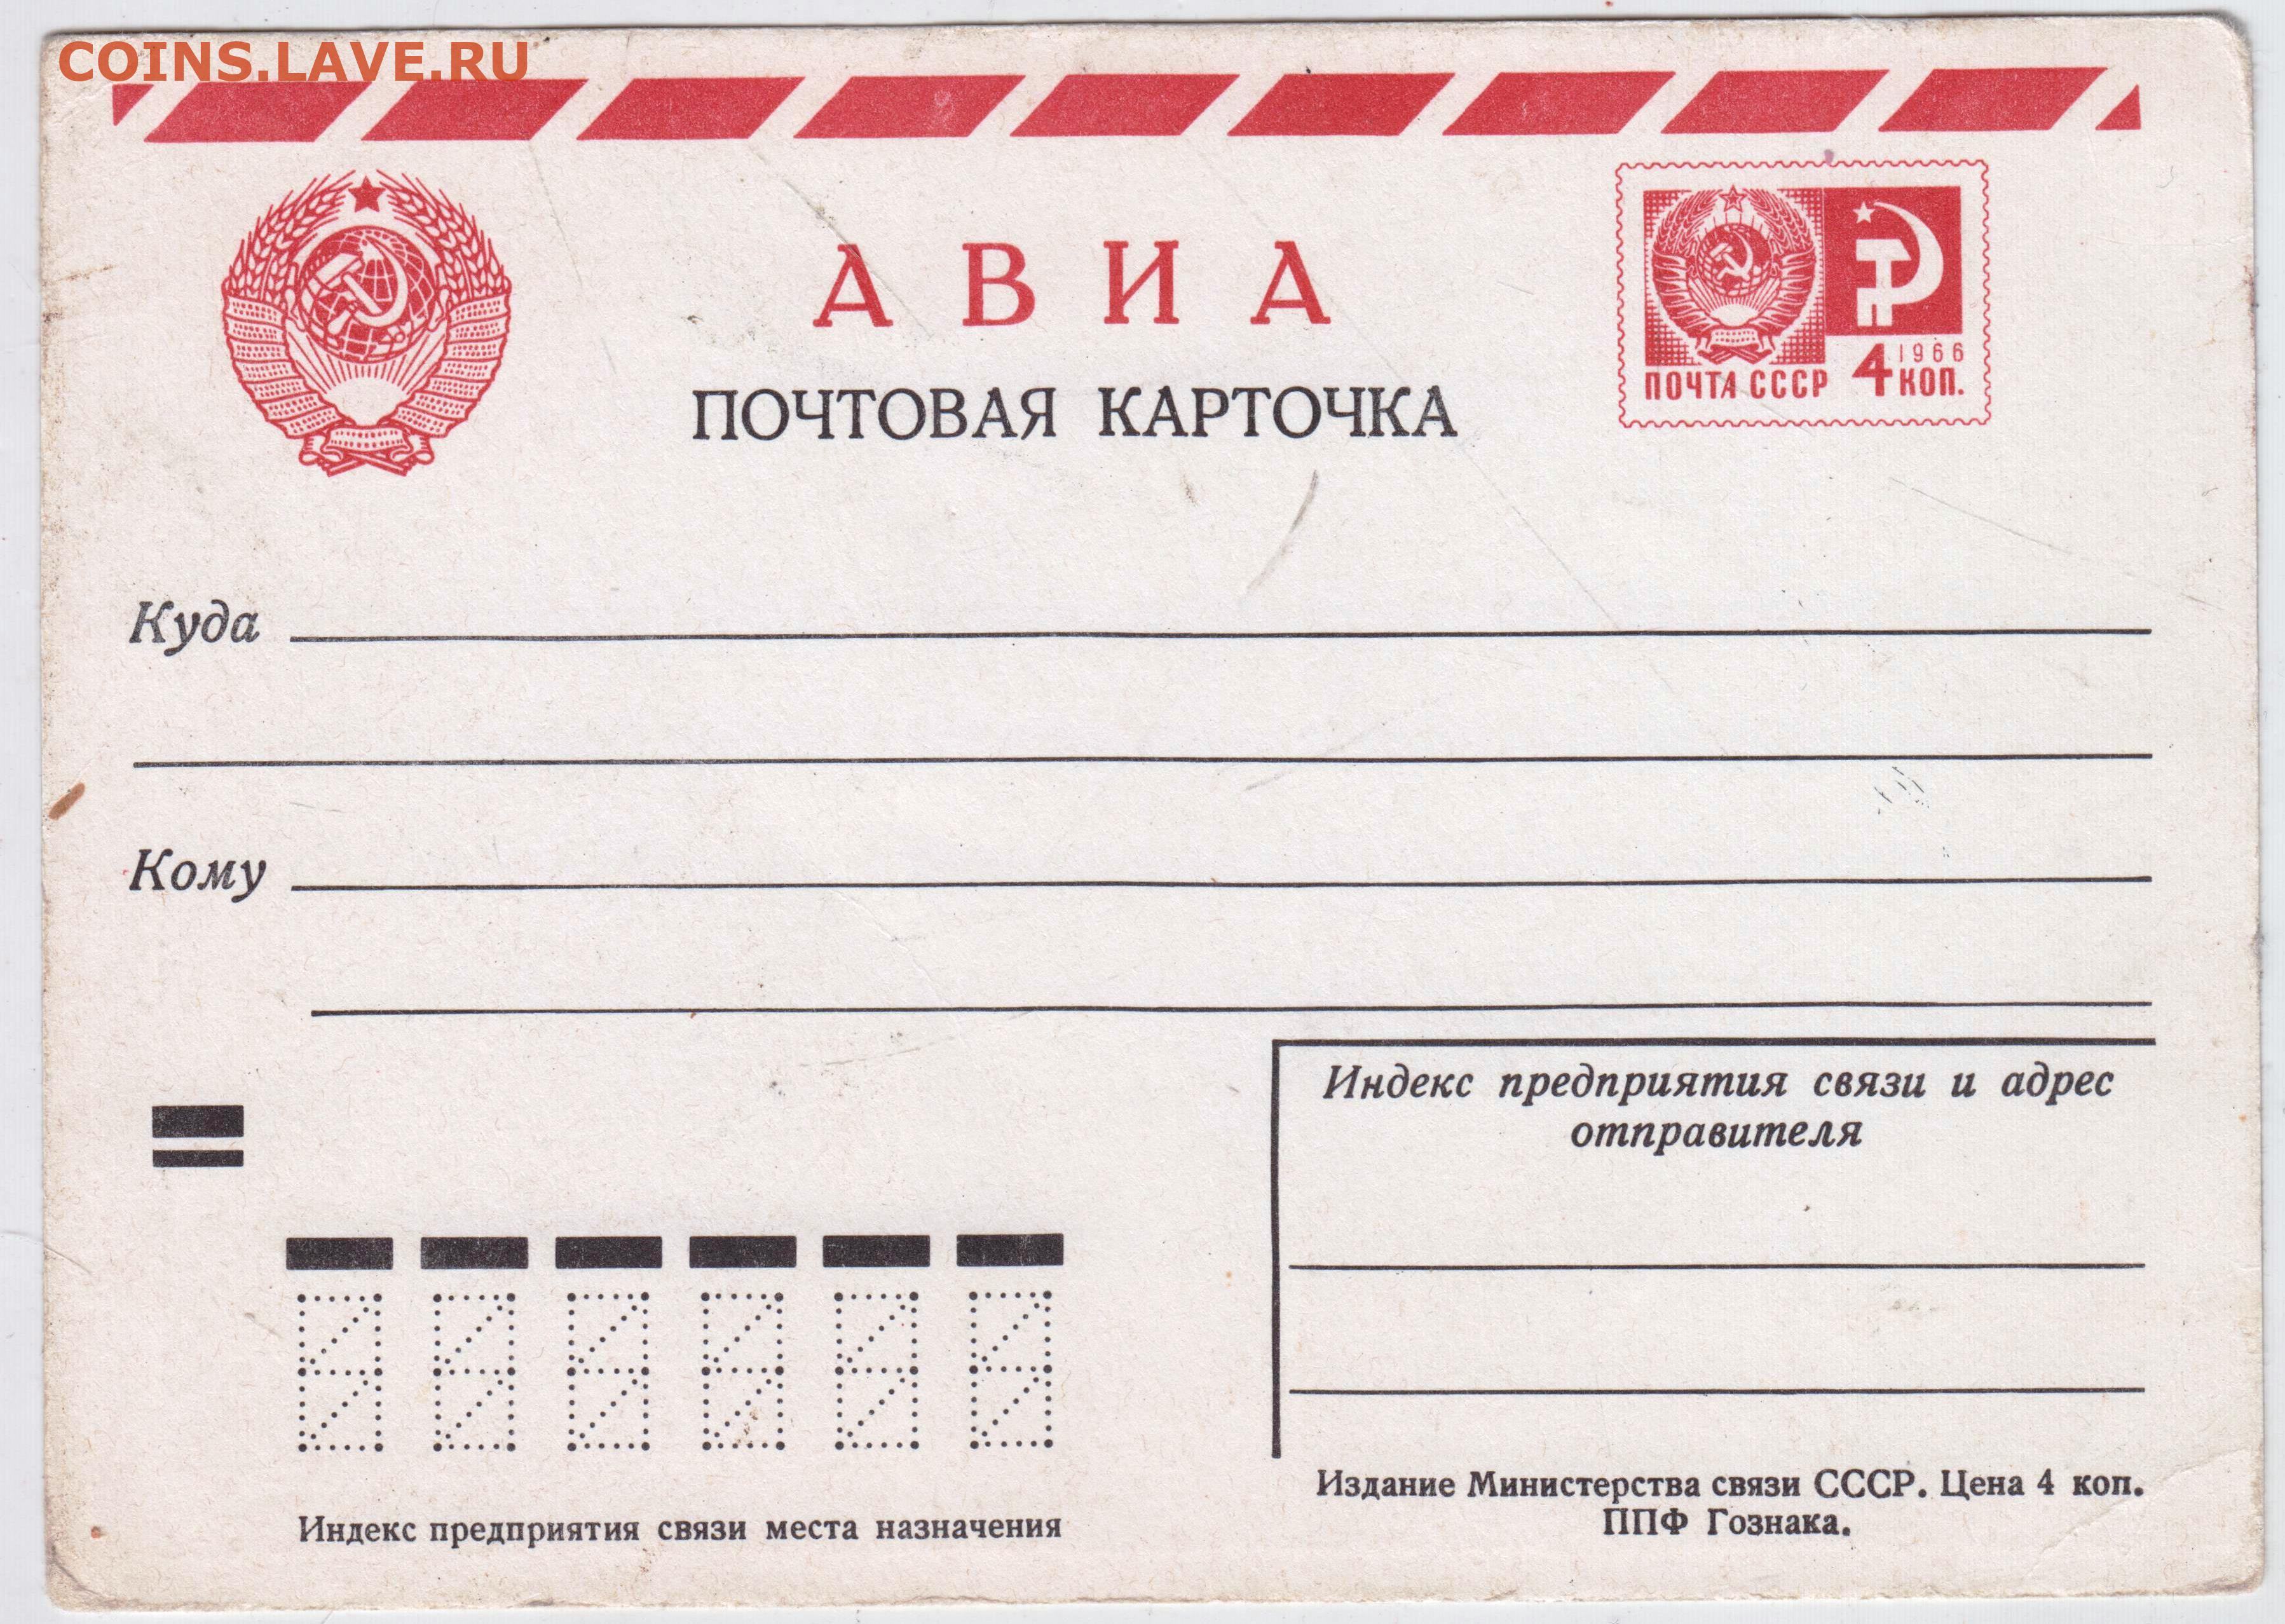 COINS.LAVE.RU
АВИА
ПОЧТОВАЯ КАРТОЧКА
1966
ПОЧТА СССР 4 КОП.
Куда
Кому
Индекс предприятия связи и адрес
отправителя
Индекс предприятия связи места назначения
Издание Министерства связи СССР. Цена 4 коп.
ППФ Гознака.